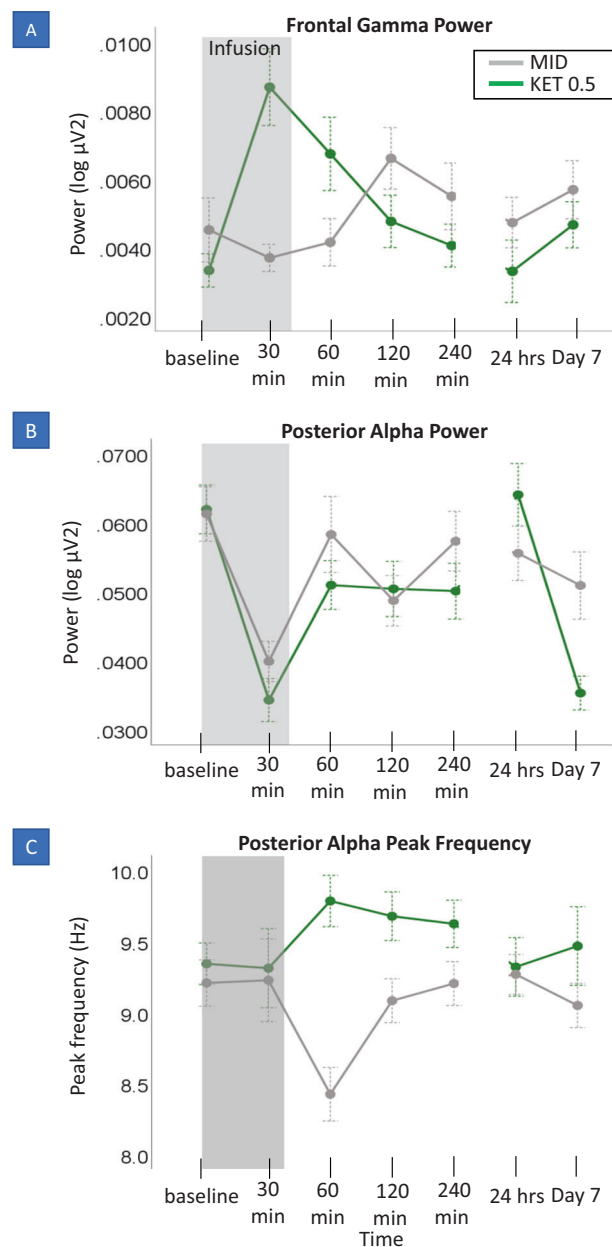 A
Frontal Gamma Power
.0100
Infusion
MID
KET 0.5
.0080
.0060
.0040
.0020
Power (log µV2)
baseline
30
min
60
min
120
min
240
min
24 hrs
Day 7
B
Posterior Alpha Power
.0700
.0600
.0500
.0400
.0300
Power (log µV2)
baseline
30
min
60
min
120
min
240
min
24 hrs
Day 7
C
Posterior Alpha Peak Frequency
10.0
9.5
9.0
8.5
8.0
Peak frequency (Hz)
baseline
30
min
60
min
120
min
240
min
24 hrs
Day 7
Time